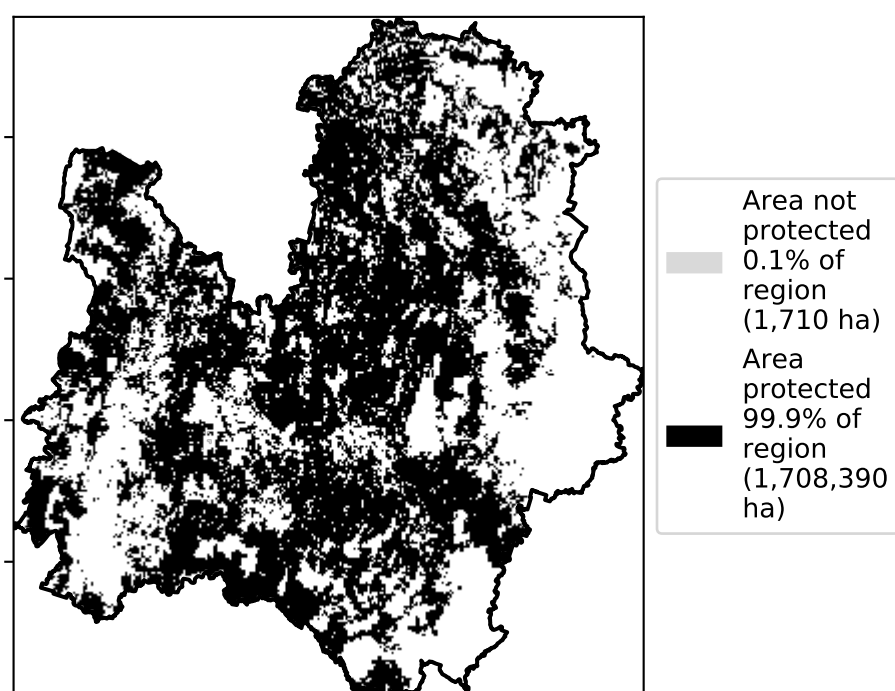 Area not
protected
0.1% of
region
(1,710 ha)
Area
protected
99.9% of
region
(1,708,390
ha)